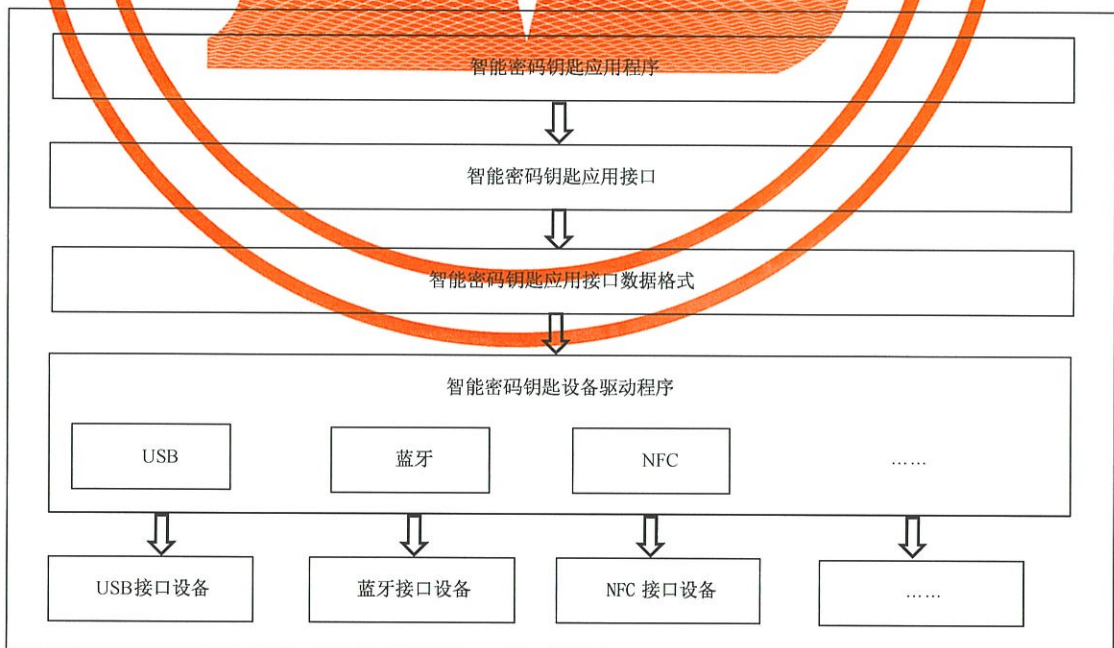 智能密码钥匙应用程序
智能密码钥匙应用接口
智能密码钥匙应用接口数据格式
智能密码钥匙设备驱动程序
USB
蓝牙
NFC
……
USB接口设备
蓝牙接口设备
NFC 接口设备
……